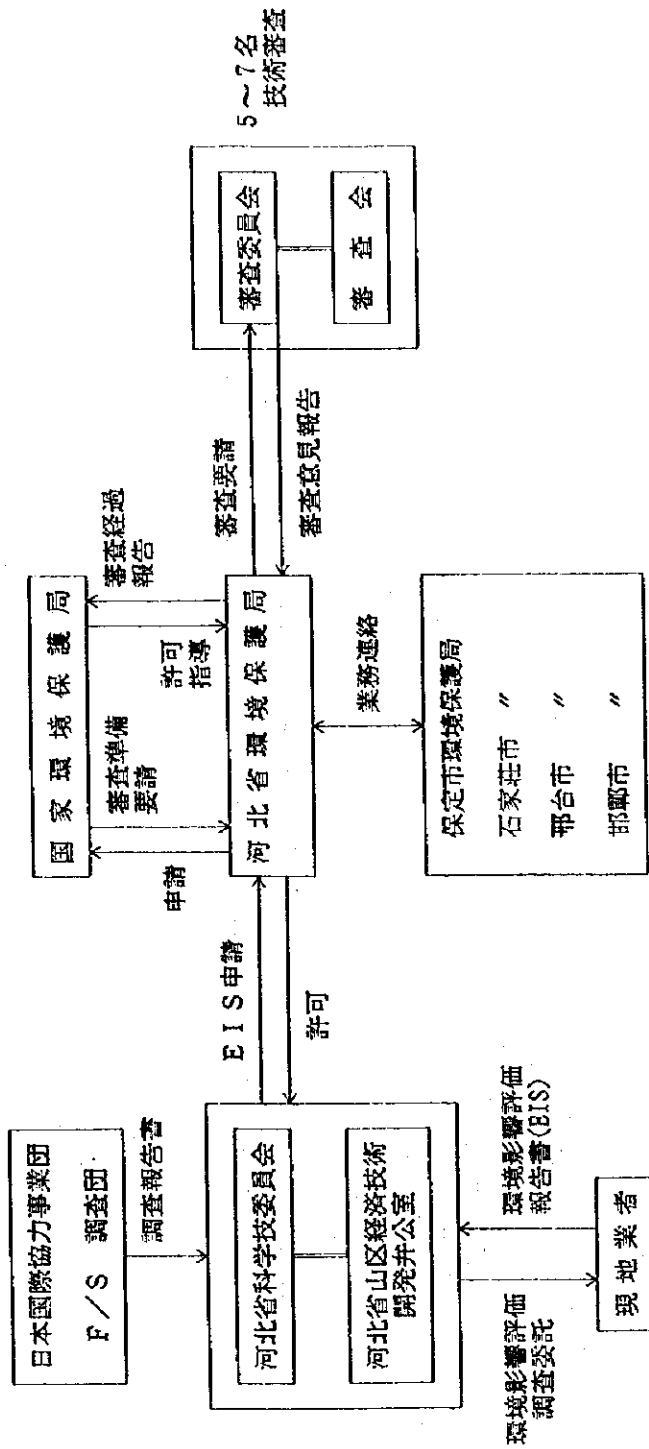 日本国際協力事業団
F/S 調査団
調査報告書
河北省科学技委員会
河北省山区経済技術
開発弁公室
環境影響評価
調査委託
環境影響評価
報告書(EIS)
現地業者
EIS申請
許可
国家環境保護局
申請
審査準備
要請
許可
指導
審査経過
報告
河北省環境保護局
業務連絡
保定市環境保護局
石家荘市 〃
邢台市 〃
邯鄲市 〃
審査要請
審査意見報告
審査委員会
審査会
5～7名
技術審査